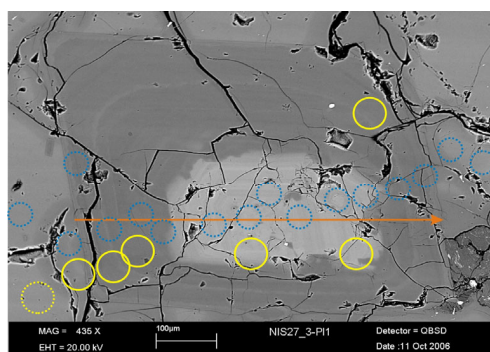 MAG = 435 X
EHT = 20.00 kV
100µm
NIS27_3-Pl1
Detector = QBSD
Date :11 Oct 2006